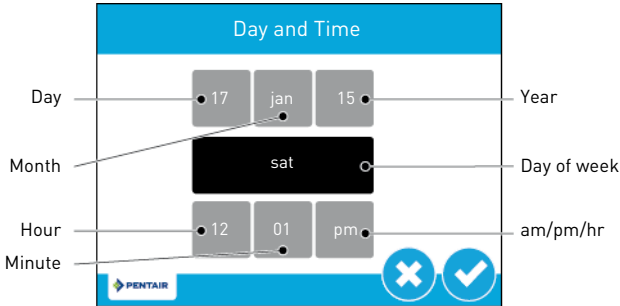 Day and Time
Day 17 jan 15 Year
Month sat Day of week
Hour 12 01 pm am/pm/hr
Minute
PENTAIR